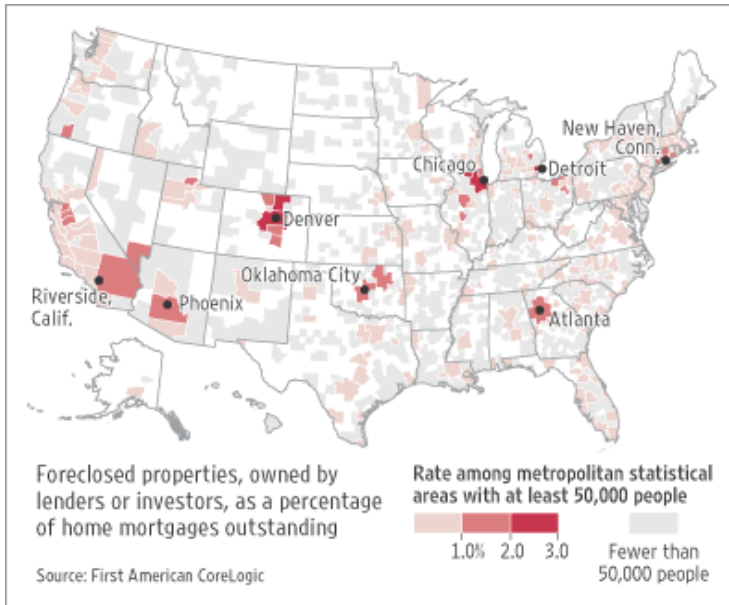 New Haven,
Conn.
Chicago
Detroit
Denver
Oklahoma City
Riverside,
Calif.
Phoenix
Atlanta
Foreclosed properties, owned by
lenders or investors, as a percentage
of home mortgages outstanding
Rate among metropolitan statistical
areas with at least 50,000 people
1.0% 2.0 3.0
Fewer than
50,000 people
Source: First American CoreLogic